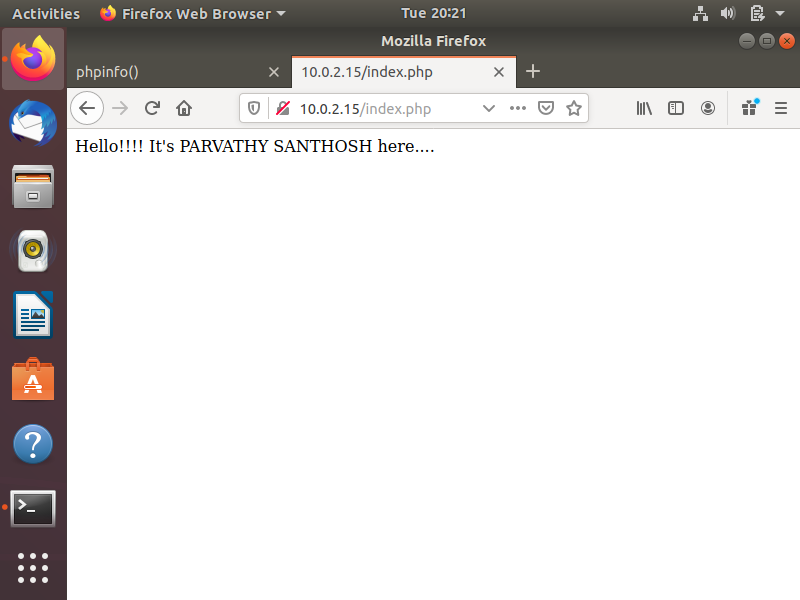 Activities Firefox Web Browser Tue 20:21
Mozilla Firefox
phpinfo() 10.0.2.15/index.php
10.0.2.15/index.php
Hello!!!! It's PARVATHY SANTHOSH here....